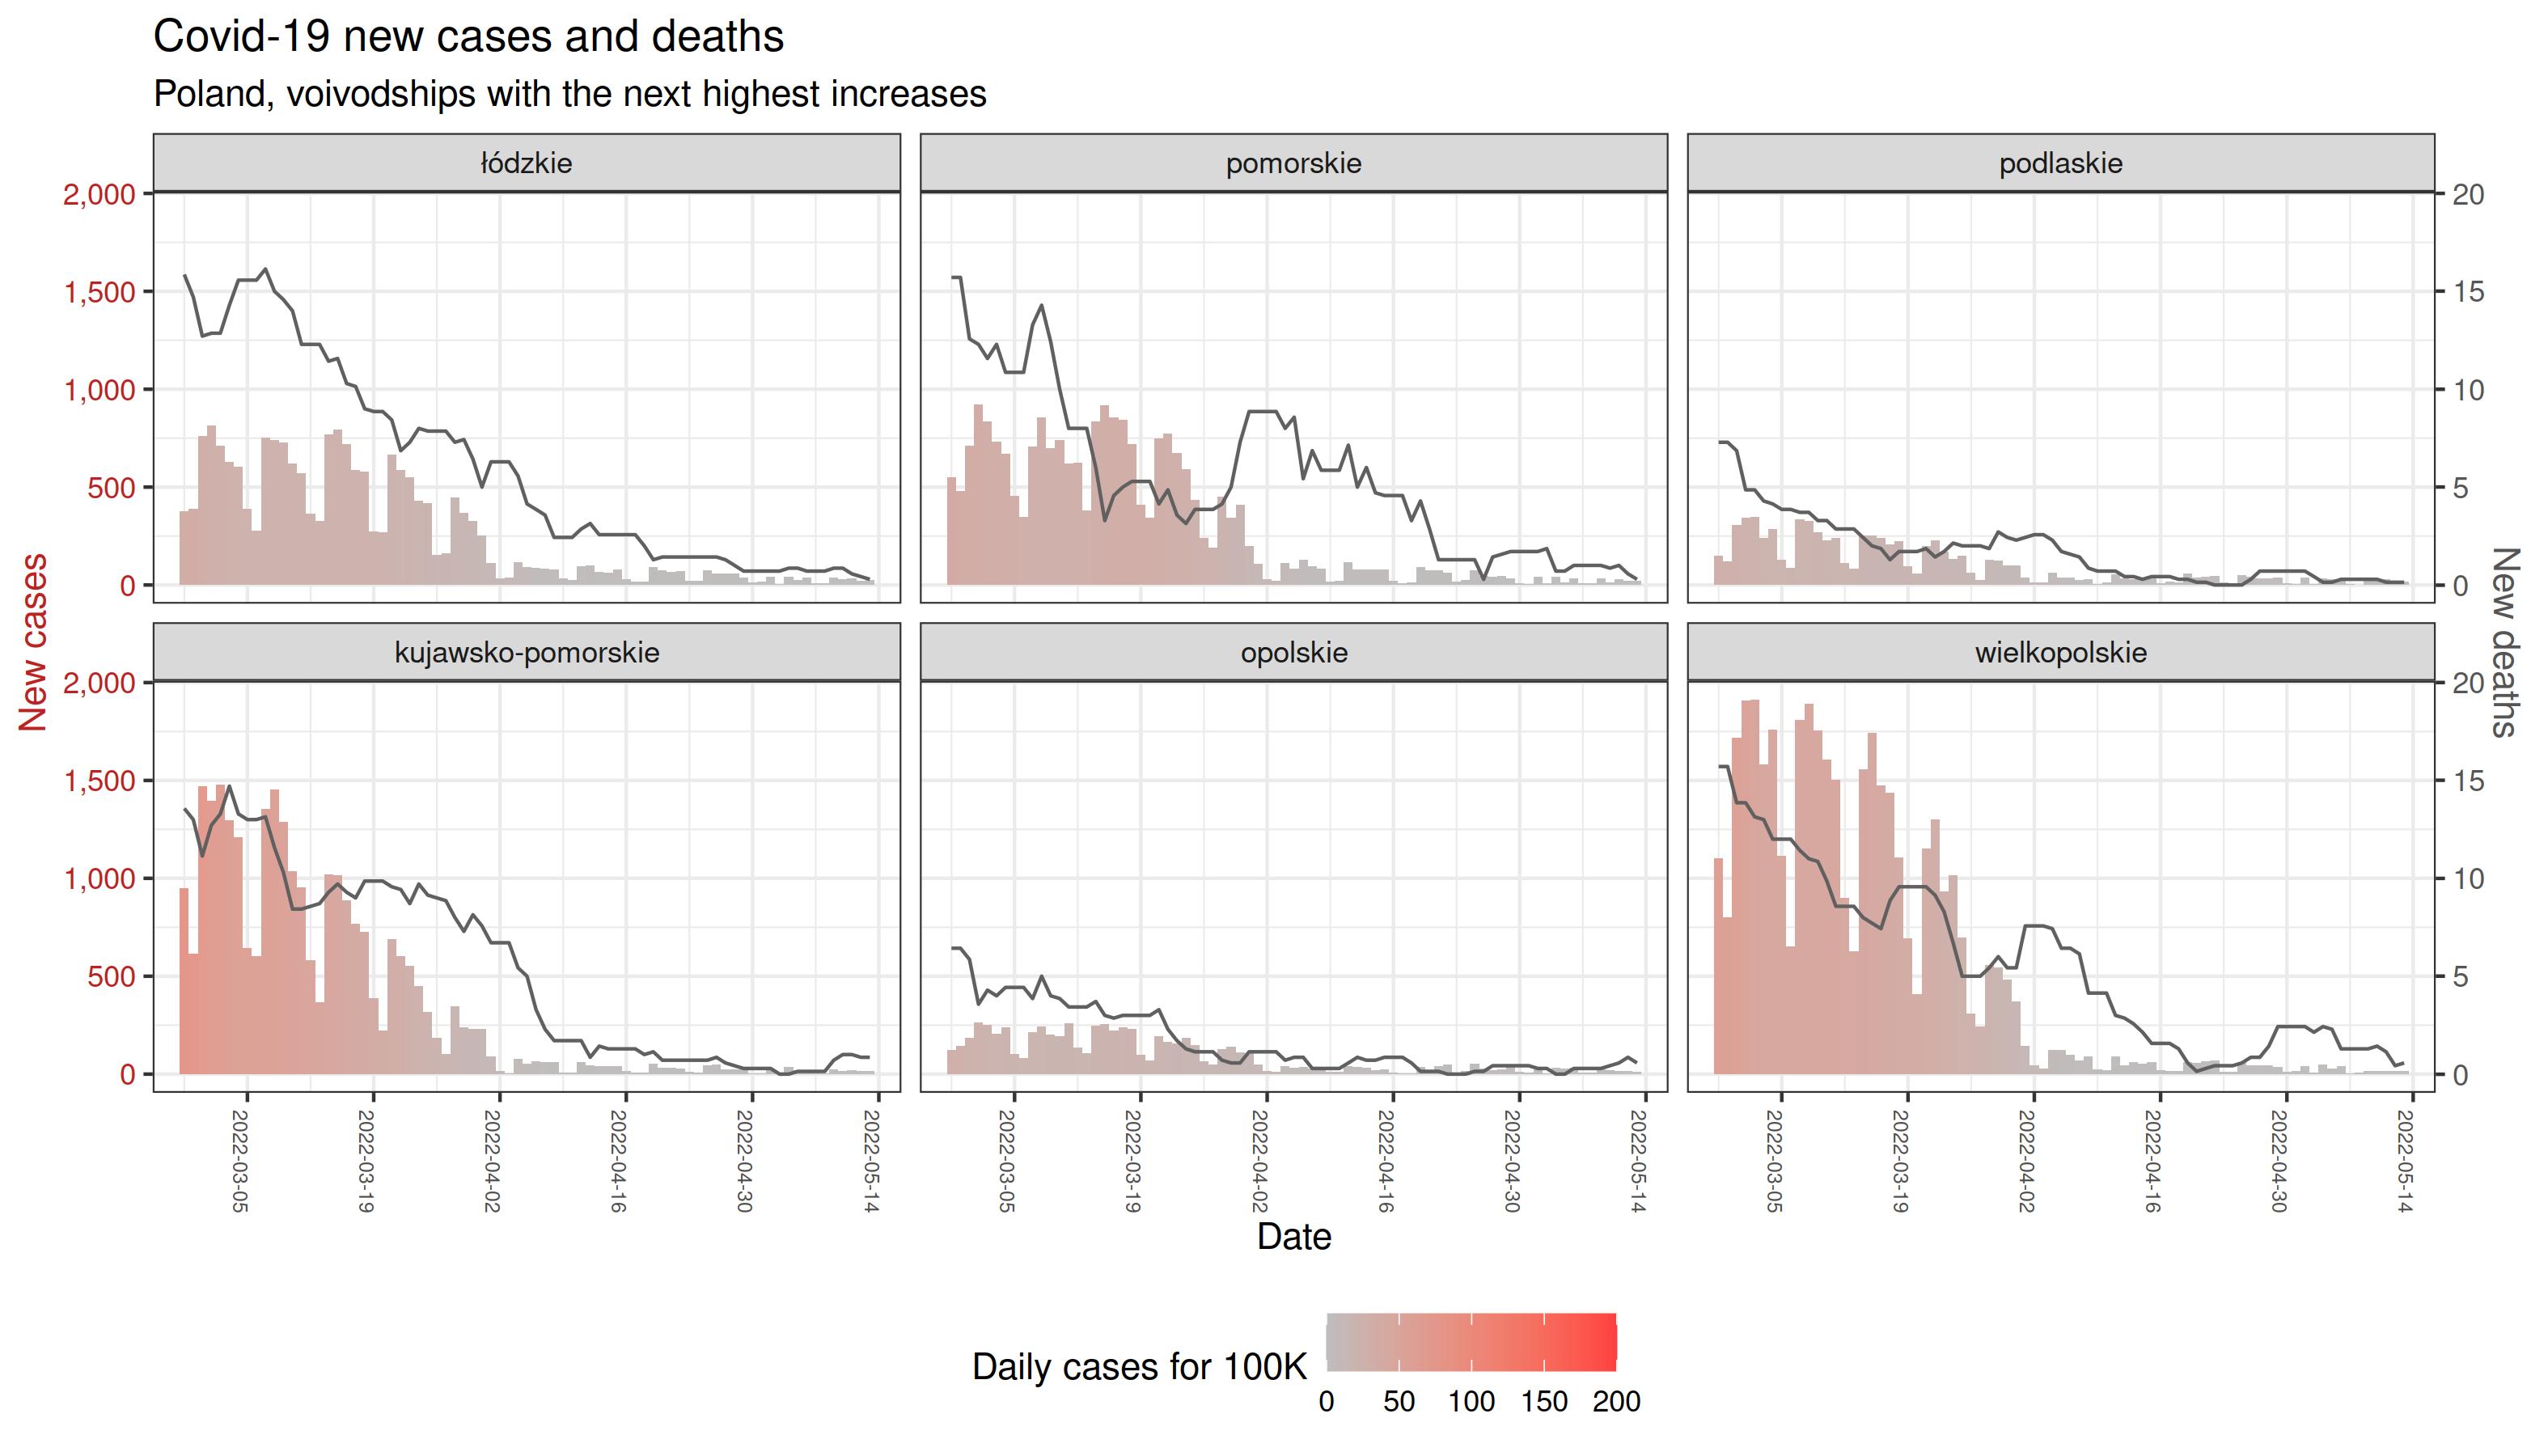 Covid-19 new cases and deaths
Poland, voivodships with the next highest increases
łódzkie
pomorskie
podlaskie
2,000
1,500
1,000
500
0
20
15
10
5
0
kujawsko-pomorskie
opolskie
wielkopolskie
2,000
1,500
1,000
500
0
20
15
10
5
0
New cases
New deaths
2022-03-05
2022-03-19
2022-04-02
2022-04-16
2022-04-30
2022-05-14
2022-03-05
2022-03-19
2022-04-02
2022-04-16
2022-04-30
2022-05-14
2022-03-05
2022-03-19
2022-04-02
2022-04-16
2022-04-30
2022-05-14
Date
Daily cases for 100K
0 50 100 150 200